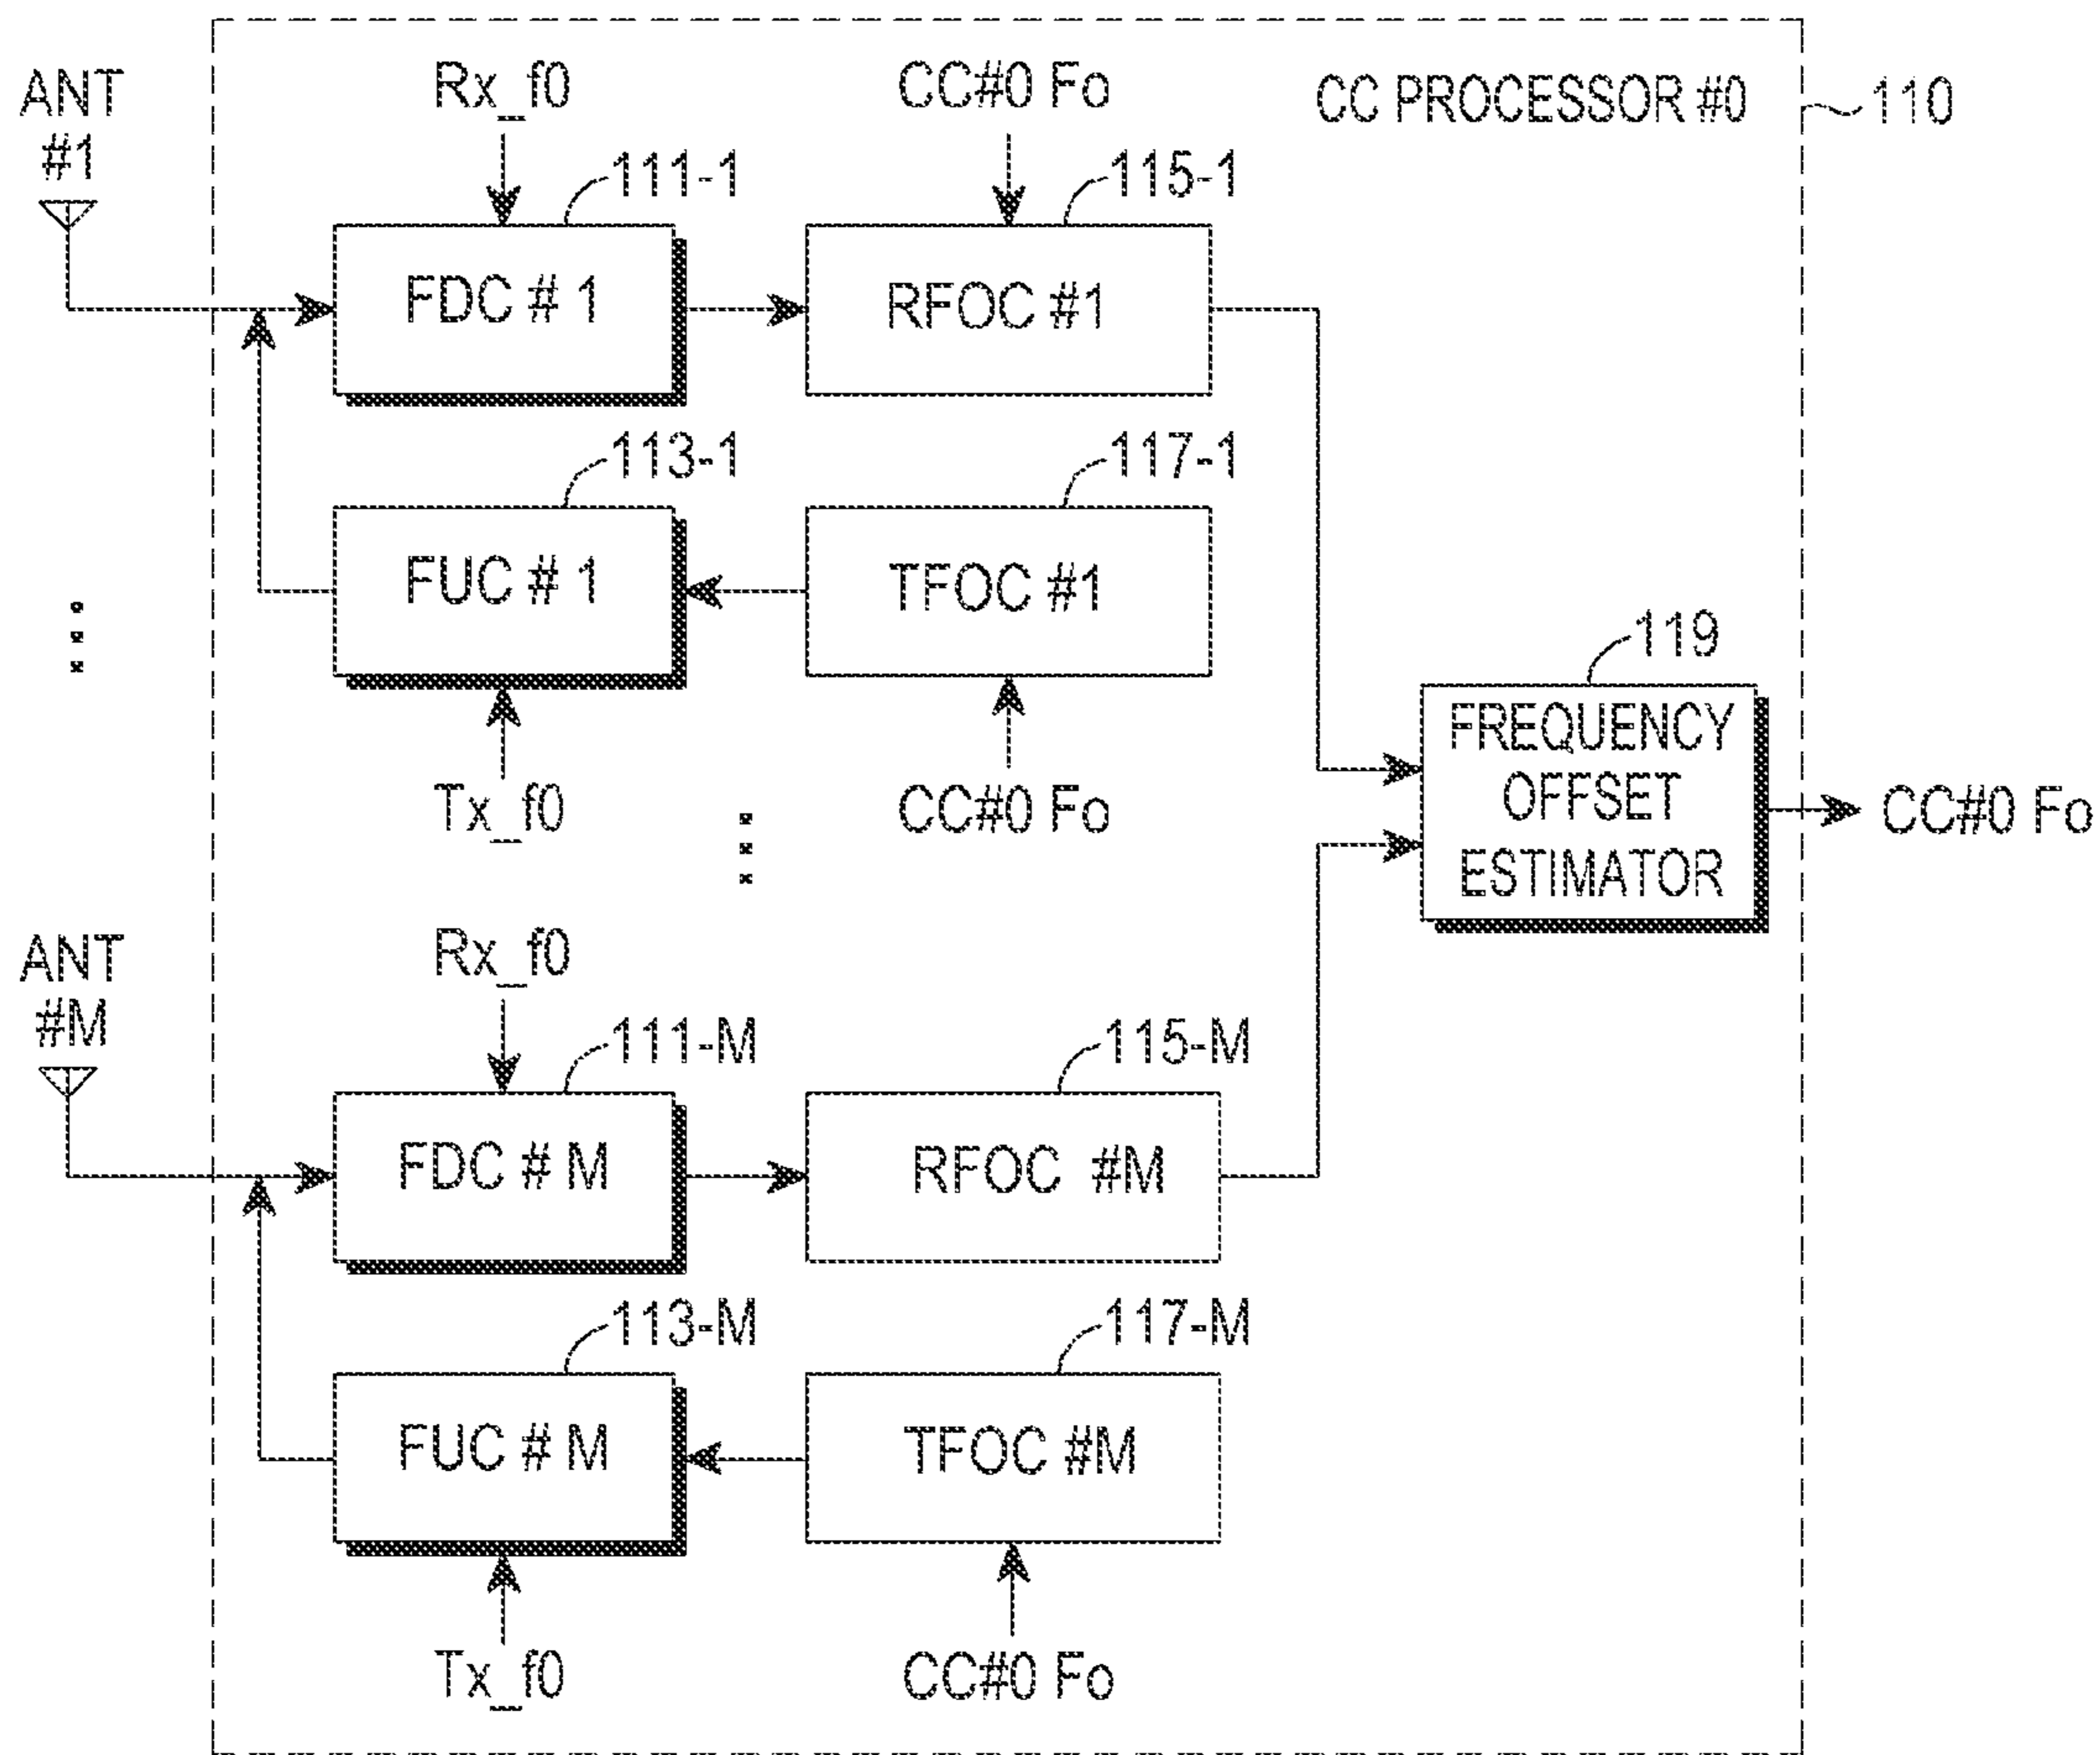 ANT
#1
Rx_f0
CC#0 Fo
CC PROCESSOR #0
110
111-1
115-1
FDC # 1
RFOC #1
113-1
117-1
FUC # 1
TFOC #1
Tx_f0
CC#0 Fo
119
FREQUENCY
OFFSET
ESTIMATOR
CC#0 Fo
ANT
#M
Rx_f0
111-M
115-M
FDC # M
RFOC #M
113-M
117-M
FUC # M
TFOC #M
Tx_f0
CC#0 Fo